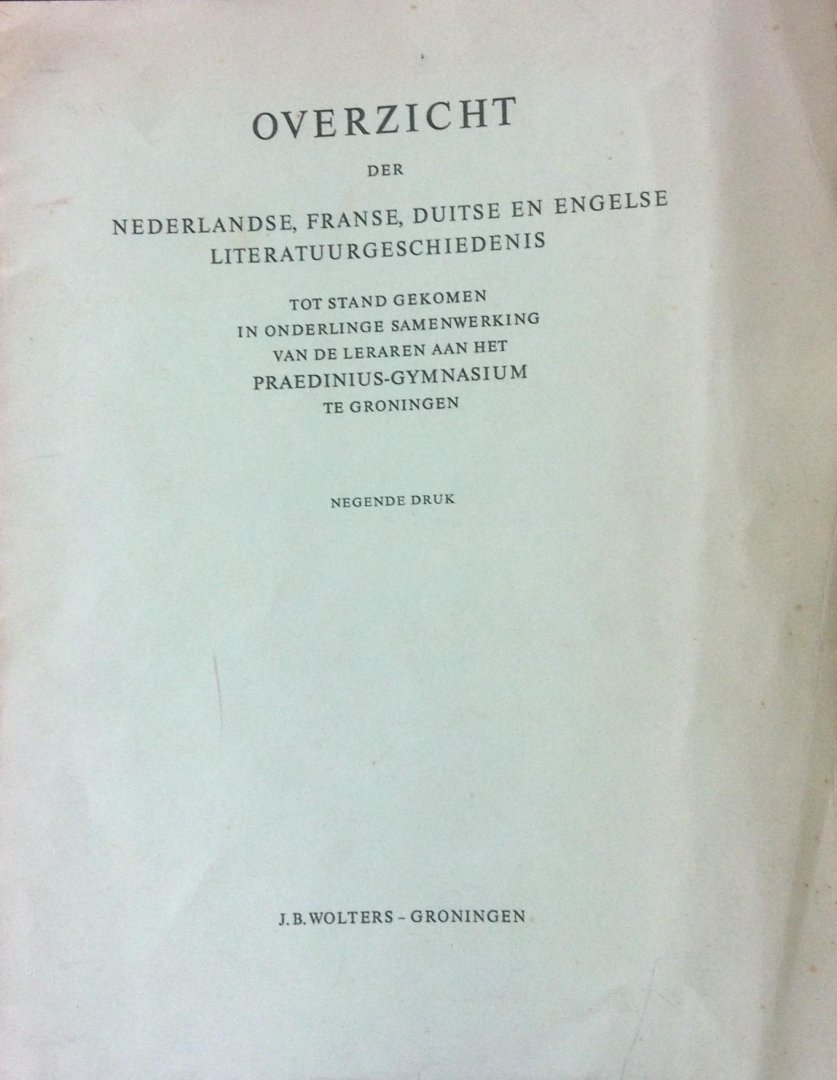 OVERZICHT
DER
NEDERLANDSE, FRANSE, DUITSE EN ENGELSE
LITERATUURGESCHIEDENIS
TOT STAND GEKOMEN
IN ONDERLINGE SAMENWERKING
VAN DE LERAREN AAN HET
PRAEDINIUS-GYMNASIUM
TE GRONINGEN
NEGENDE DRUK
J.B. WOLTERS – GRONINGEN